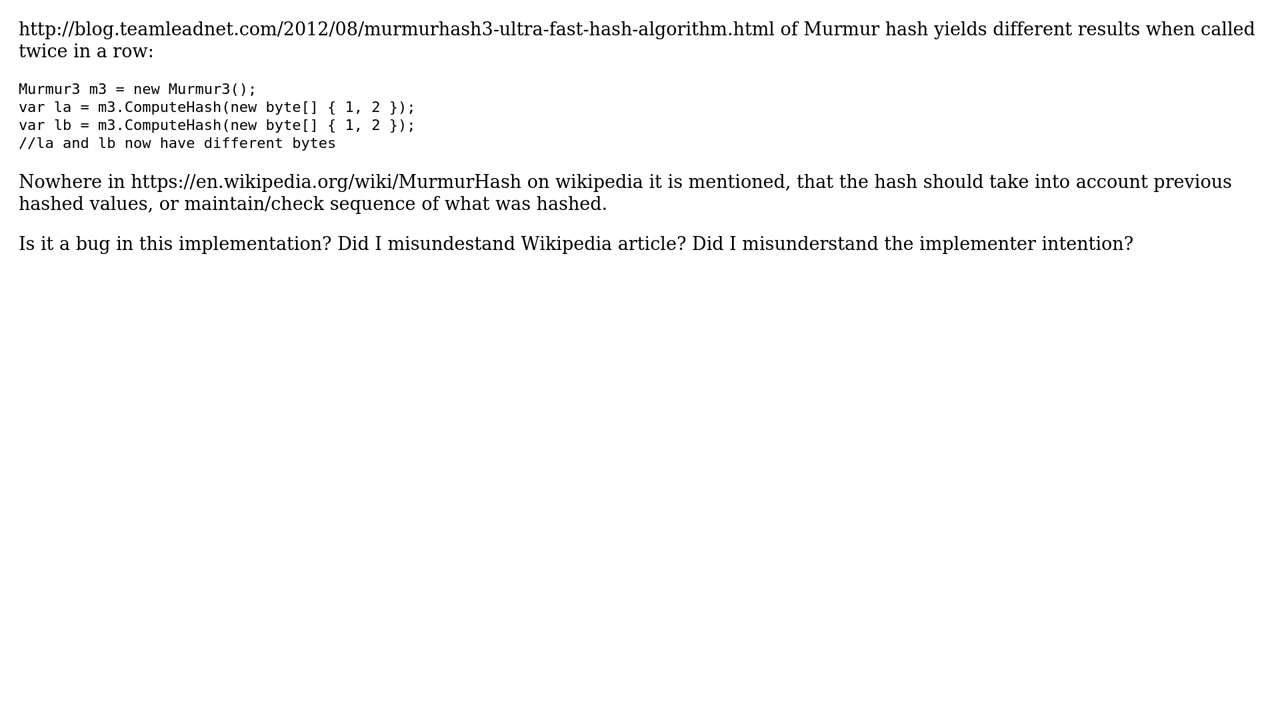 http://blog.teamleadnet.com/2012/08/murmurhash3-ultra-fast-hash-algorithm.html of Murmur hash yields different results when called
twice in a row:
Murmur3 m3 = new Murmur3();
var la = m3.ComputeHash(new byte[] { 1, 2 });
var lb = m3.ComputeHash(new byte[] { 1, 2 });
//la and lb now have different bytes
Nowhere in https://en.wikipedia.org/wiki/MurmurHash on wikipedia it is mentioned, that the hash should take into account previous
hashed values, or maintain/check sequence of what was hashed.
Is it a bug in this implementation? Did I misundestand Wikipedia article? Did I misunderstand the implementer intention?